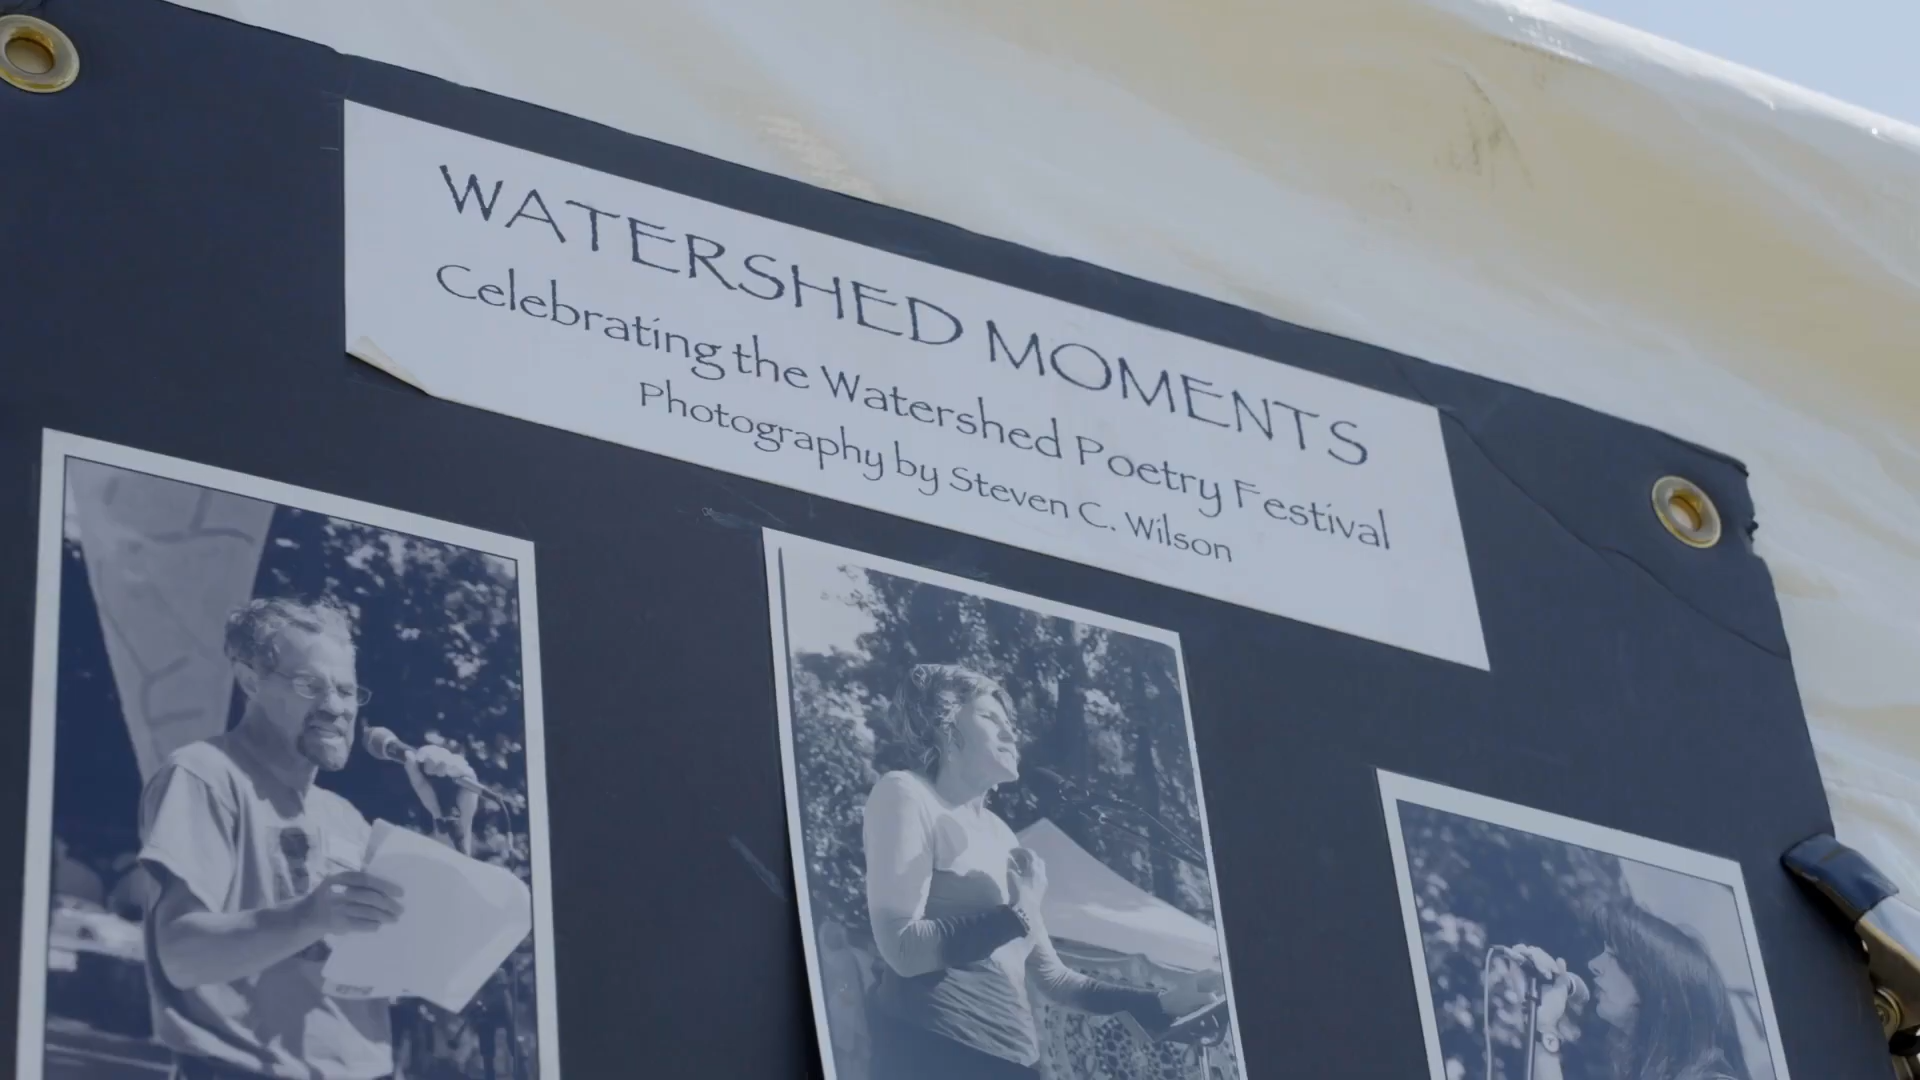 WATERSHED MOMENTS
Celebrating the Watershed Poetry Festival
Photography by Steven C. Wilson